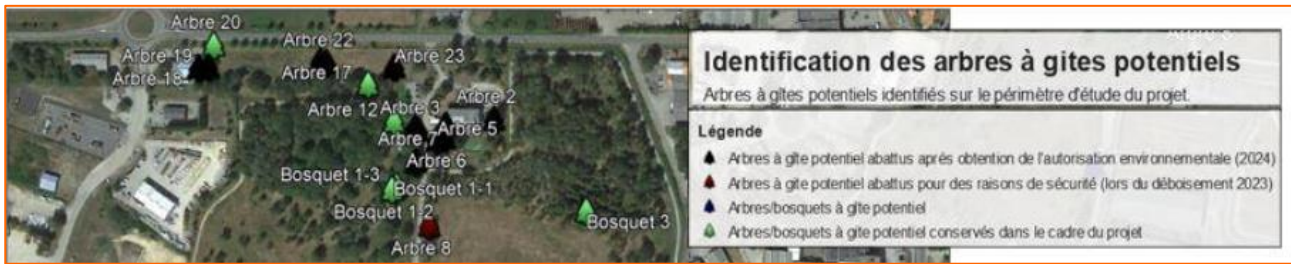 Arbre 20
Arbre 22
Arbre 19
Arbre 23
Arbre 18
Arbre 17
Arbre 2
Arbre 12
Arbre 3
Arbre 5
Arbre 7
Arbre 6
Bosquet 1-3
Bosquet 1-1
Bosquet 1-2
Bosquet 3
Arbre 8
Identification des arbres à gites potentiels
Arbres à gîtes potentiels identifiés sur le périmètre d'étude du projet.
Légende
Arbres à gîte potentiel abattus aprés obtention de l'autorisation environnementale (2024)
Arbres à gite potentiel abattus pour des raisons de sécurité (lors du déboisement 2023)
Arbres/bosquets à gîte potentiel
Arbres/bosquets à gîte potentiel conservés dans le cadre du projet